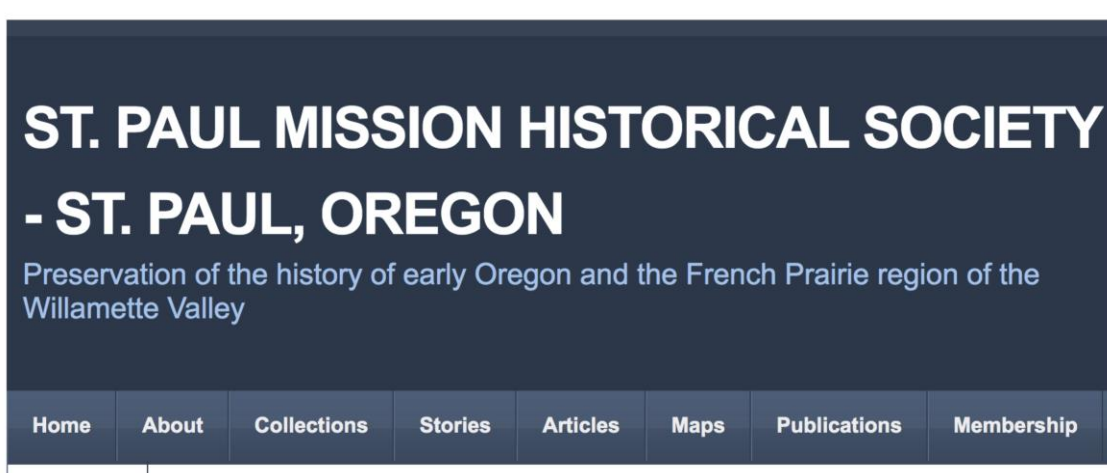 ST. PAUL MISSION HISTORICAL SOCIETY
- ST. PAUL, OREGON
Preservation of the history of early Oregon and the French Prairie region of the
Willamette Valley
Home About Collections Stories Articles Maps Publications Membership